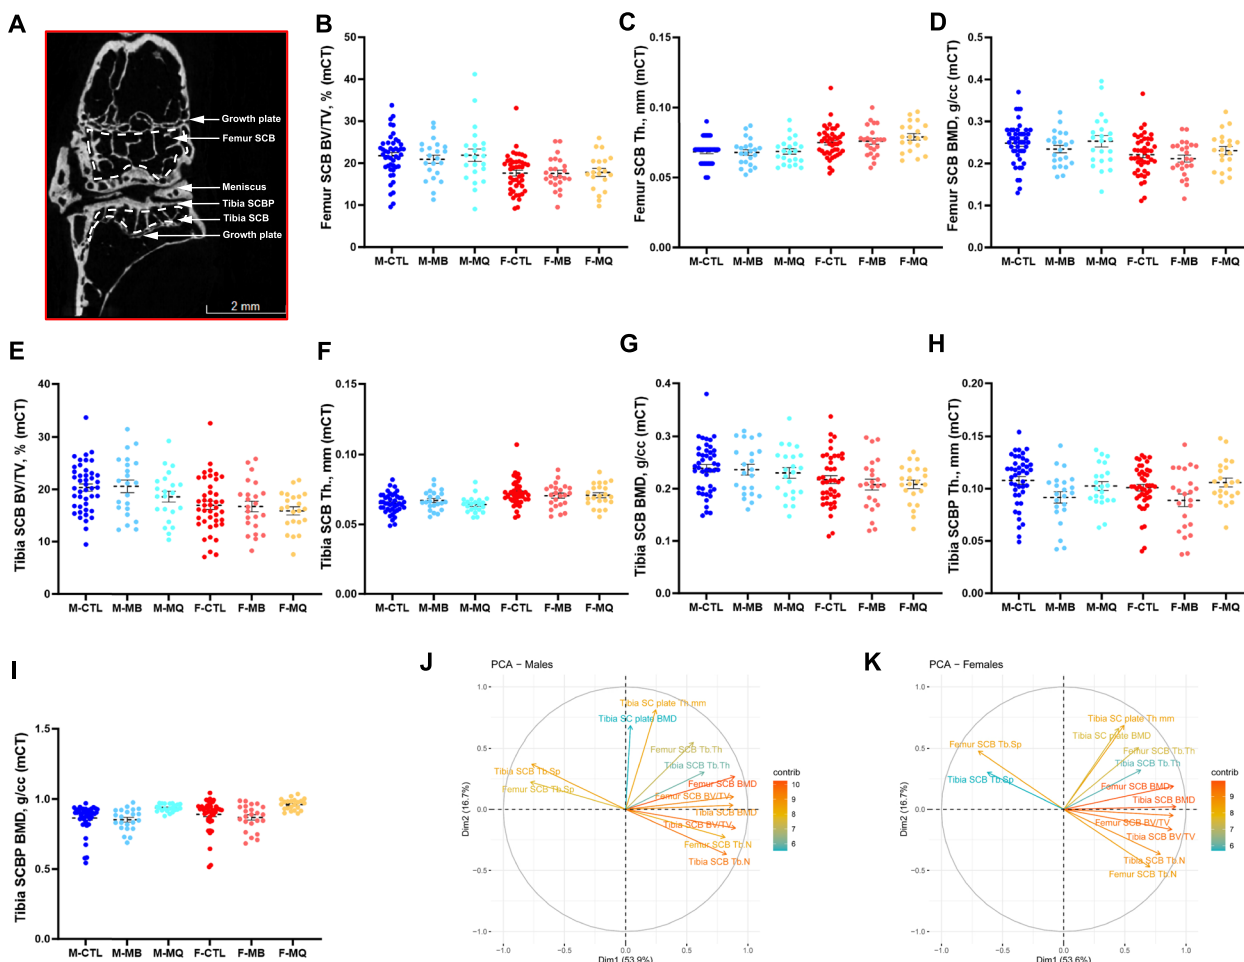 A
Growth plate
Femur SCB
Meniscus
Tibia SCBP
Tibia SCB
Growth plate
2 mm
B
Femur SCB BV/TV, % (mCT)
50
40
30
20
10
0
M-CTL M-MB M-MQ F-CTL F-MB F-MQ
C
Femur SCB Th., mm (mCT)
0.15
0.10
0.05
0.00
M-CTL M-MB M-MQ F-CTL F-MB F-MQ
D
Femur SCB BMD, g/cc (mCT)
0.5
0.4
0.3
0.2
0.1
0.0
M-CTL M-MB M-MQ F-CTL F-MB F-MQ
E
Tibia SCB BV/TV, % (mCT)
40
30
20
10
0
M-CTL M-MB M-MQ F-CTL F-MB F-MQ
F
Tibia SCB Th., mm (mCT)
0.15
0.10
0.05
0.00
M-CTL M-MB M-MQ F-CTL F-MB F-MQ
G
Tibia SCB BMD, g/cc (mCT)
0.4
0.3
0.2
0.1
0.0
M-CTL M-MB M-MQ F-CTL F-MB F-MQ
H
Tibia SCBP Th., mm (mCT)
0.20
0.15
0.10
0.05
0.00
M-CTL M-MB M-MQ F-CTL F-MB F-MQ
I
Tibia SCBP BMD, g/cc (mCT)
1.5
1.0
0.5
0.0
M-CTL M-MB M-MQ F-CTL F-MB F-MQ
J
PCA − Males
Dim2 (16.7%)
1.0
0.5
0.0
−0.5
−1.0
Tibia SC plate Th.mm
Tibia SC plate BMD
Femur SCB Tb.Th
Tibia SCB Tb.Th
Tibia SCB Tb.Sp
Femur SCB Tb.Sp
Femur SCB BMD
Femur SCB BV/TV
Tibia SCB BMD
Tibia SCB BV/TV
Femur SCB Tb.N
Tibia SCB Tb.N
−1.0 −0.5 0.0 0.5 1.0
Dim1 (53.9%)
contrib
10
9
8
7
6
K
PCA − Females
Dim2 (16.7%)
1.0
0.5
0.0
−0.5
−1.0
Tibia SC plate Th.mm
Tibia SC plate BMD
Femur SCB Tb.Sp
Femur SCB Tb.Th
Tibia SCB Tb.Th
Tibia SCB Tb.Sp
Femur SCB BMD
Tibia SCB BMD
Femur SCB BV/TV
Tibia SCB BV/TV
Tibia SCB Tb.N
Femur SCB Tb.N
−1.0 −0.5 0.0 0.5 1.0
Dim1 (53.6%)
contrib
9
8
7
6